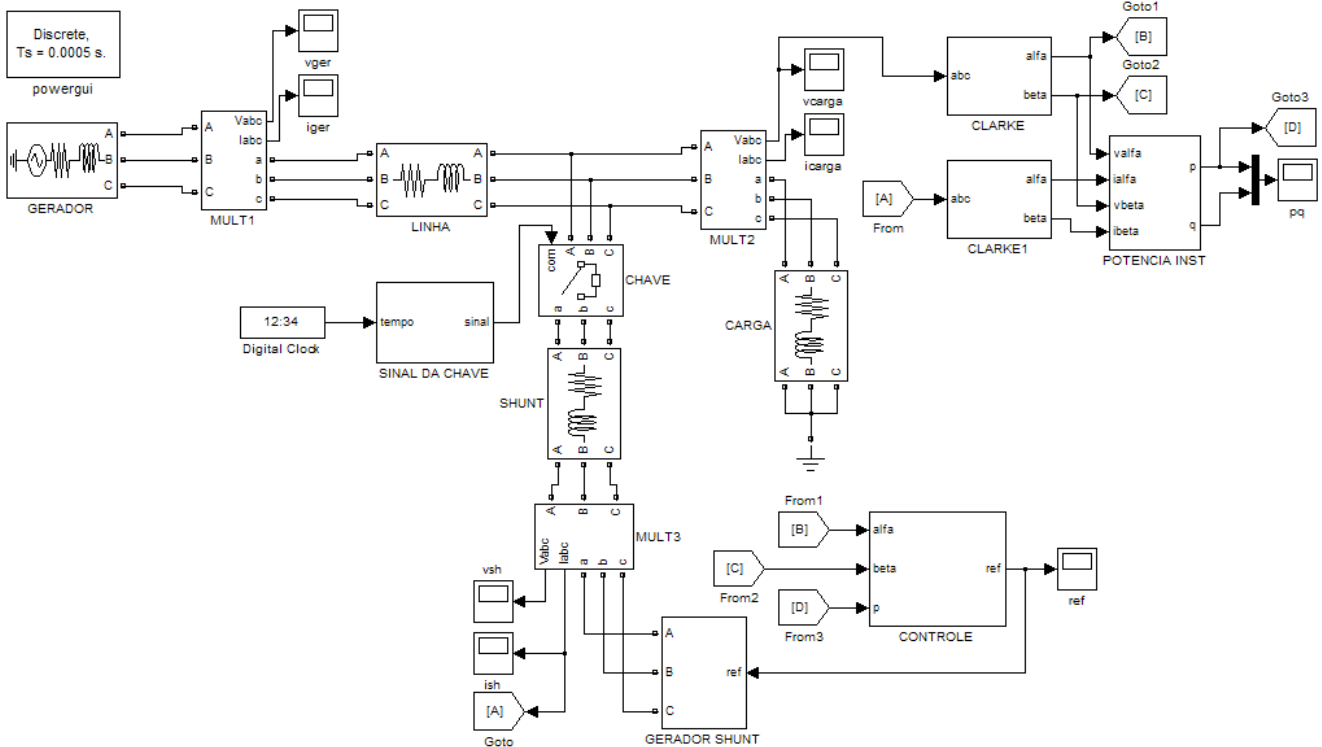 Discrete,
Ts = 0.0005 s.
powergui
vger
iger
A
B
C
GERADOR
A
B
C
Vabc
Iabc
a
b
c
MULT1
A
B
C
A
B
C
LINHA
vcarga
icarga
A
B
C
Vabc
Iabc
a
b
c
MULT2
abc
alfa
beta
CLARKE
Goto1
[B]
Goto2
[C]
Goto3
[D]
[A]
From
abc
alfa
beta
CLARKE1
valfa
ialfa
vbeta
ibeta
p
q
POTENCIA INST
pq
com
A
B
C
a
b
c
CHAVE
12:34
Digital Clock
tempo
sinal
SINAL DA CHAVE
A
B
C
A
B
C
CARGA
A
B
C
A
B
C
SHUNT
A
B
C
Vabc
Iabc
a
b
c
MULT3
vsh
ish
[A]
Goto
A
B
C
ref
GERADOR SHUNT
From1
[B]
[C]
From2
[D]
From3
alfa
beta
p
ref
CONTROLE
ref